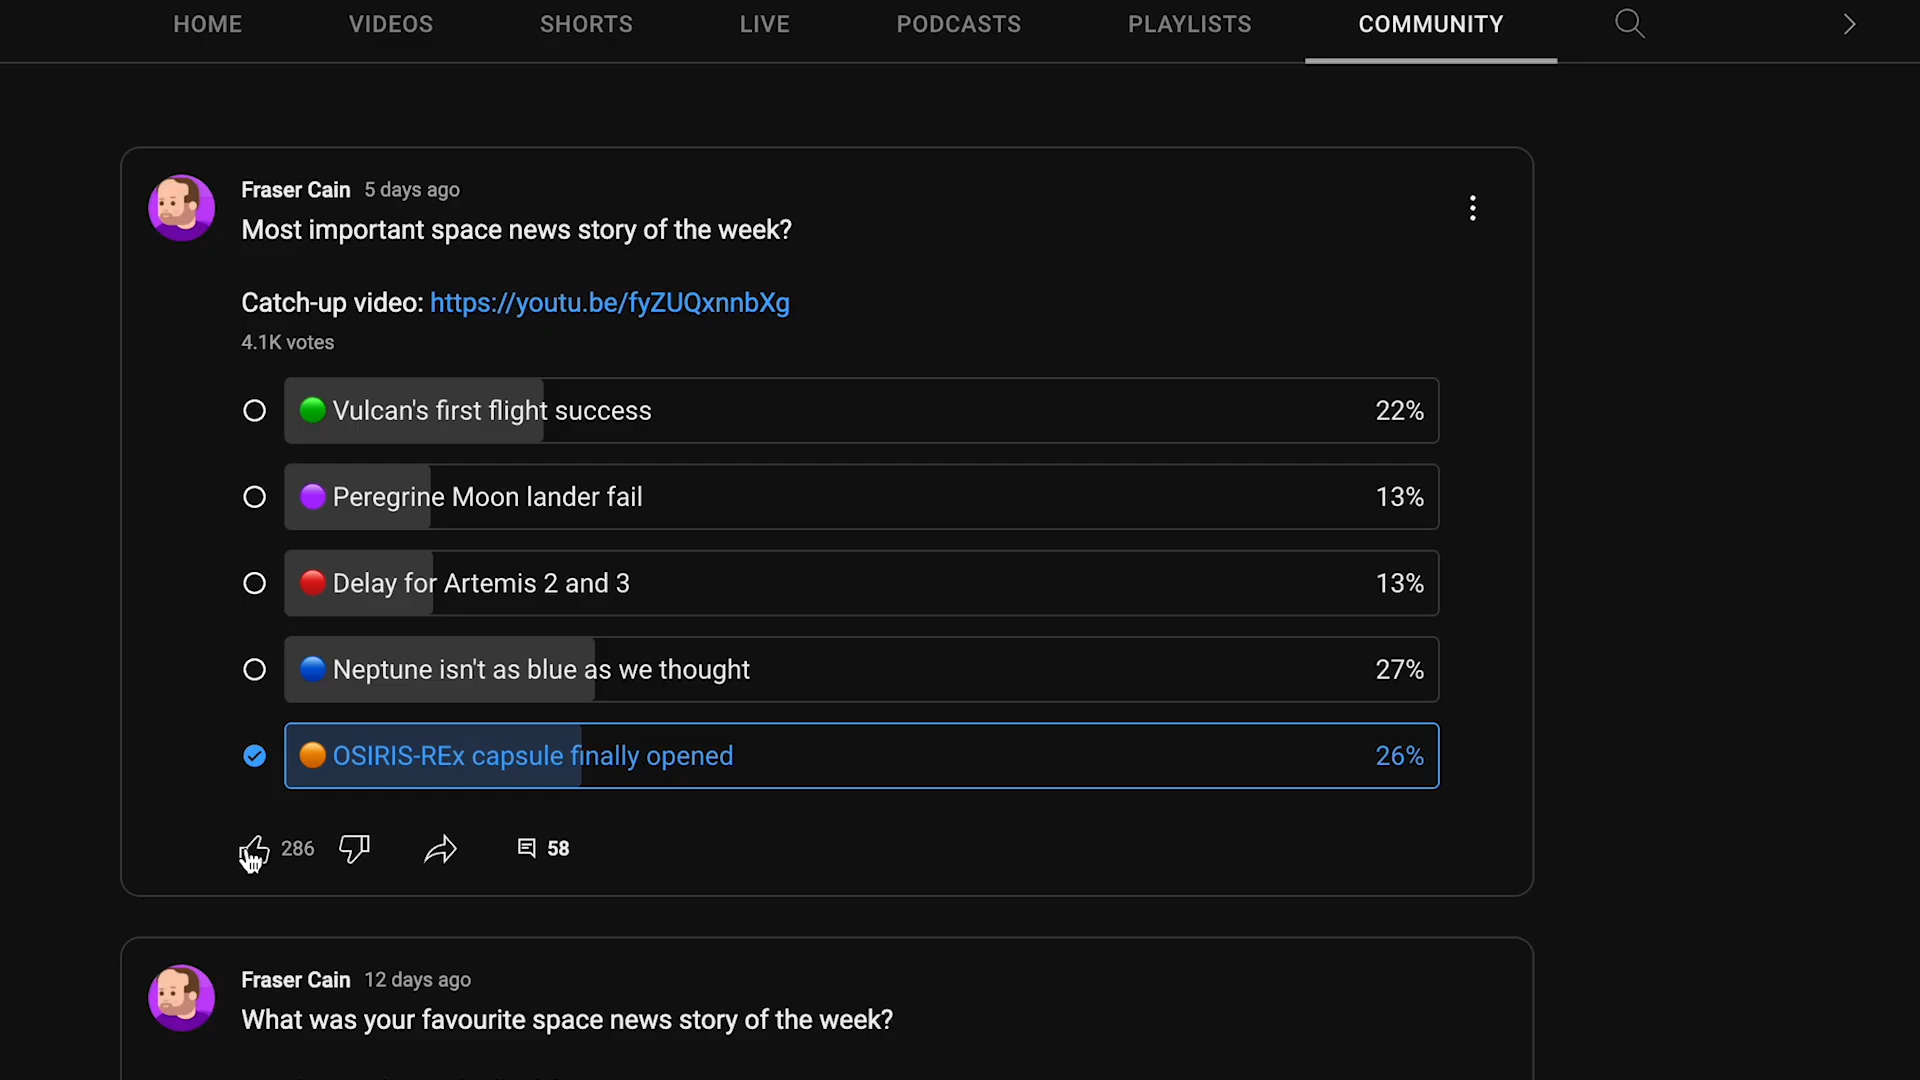 HOME VIDEOS SHORTS LIVE PODCASTS PLAYLISTS COMMUNITY
Fraser Cain 5 days ago
Most important space news story of the week?
Catch-up video: https://youtu.be/fyZUQxnnbXg
4.1K votes
Vulcan's first flight success 22%
Peregrine Moon lander fail 13%
Delay for Artemis 2 and 3 13%
Neptune isn't as blue as we thought 27%
OSIRIS-REx capsule finally opened 26%
286 58
Fraser Cain 12 days ago
What was your favourite space news story of the week?